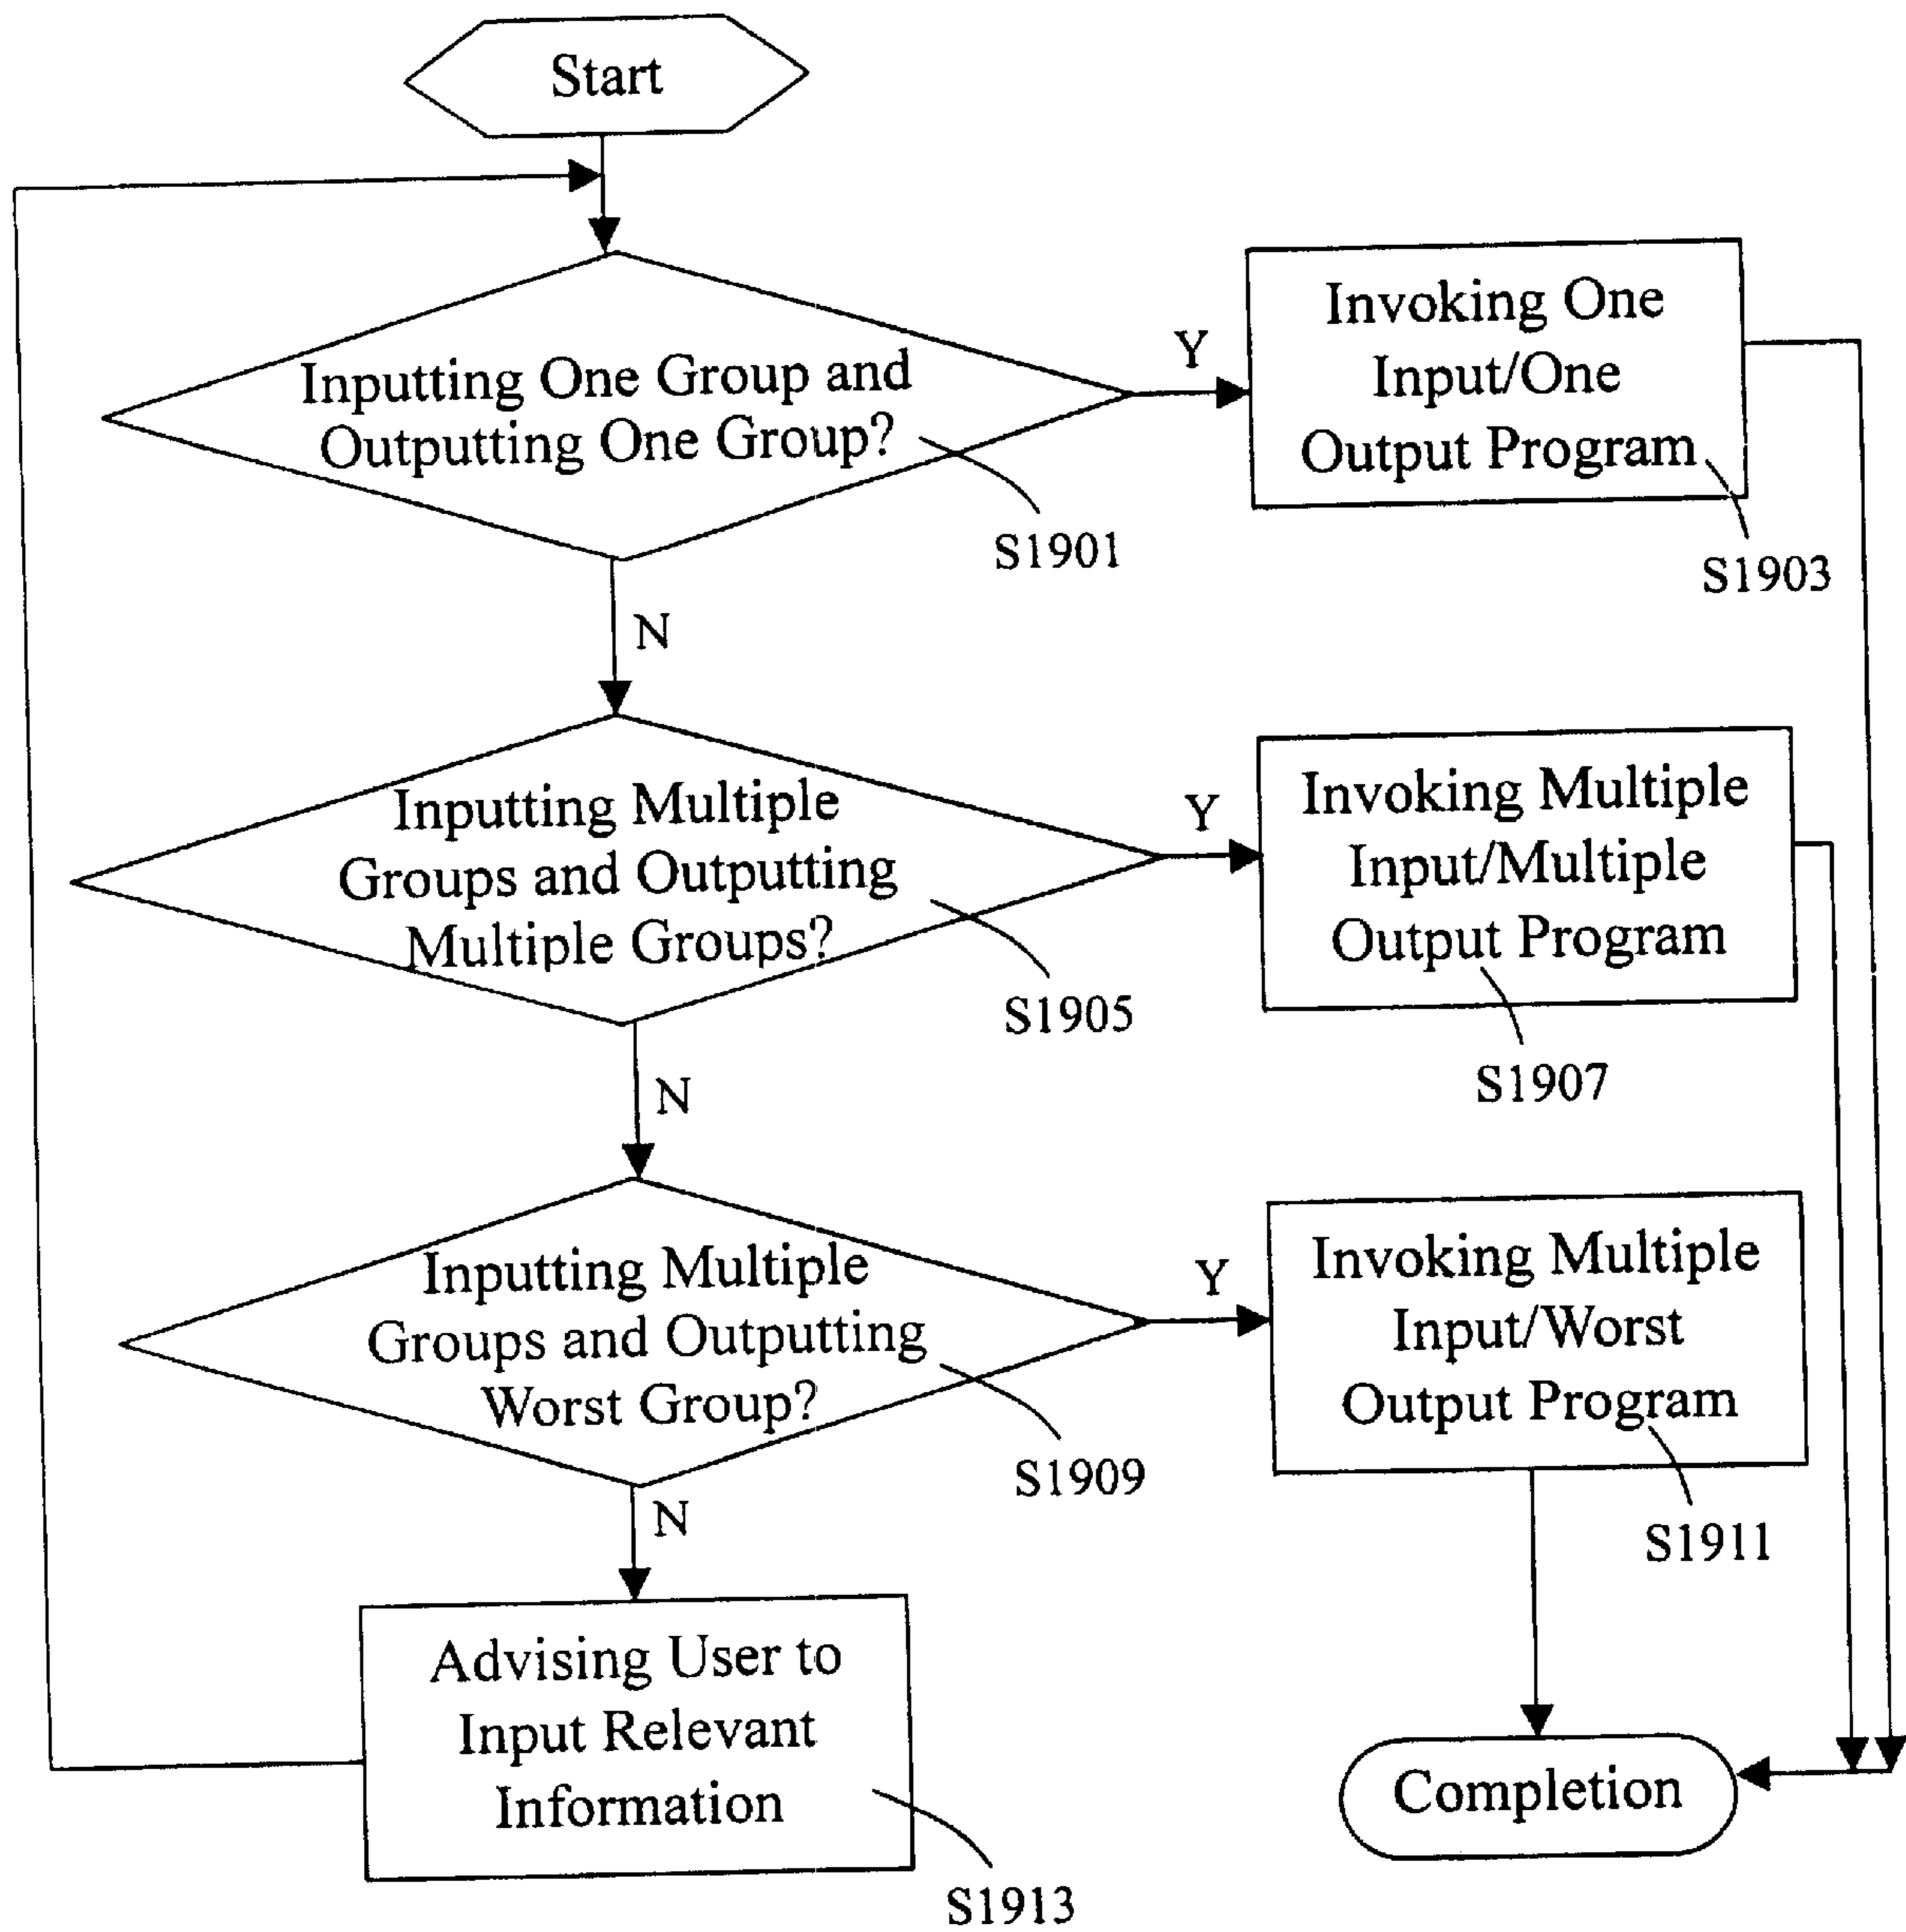 Start
Inputting One Group and
Outputting One Group?
S1901
Y
Invoking One
Input/One
Output Program
S1903
N
Inputting Multiple
Groups and Outputting
Multiple Groups?
S1905
Y
Invoking Multiple
Input/Multiple
Output Program
S1907
N
Inputting Multiple
Groups and Outputting
Worst Group?
S1909
Y
Invoking Multiple
Input/Worst
Output Program
S1911
N
Advising User to
Input Relevant
Information
S1913
Completion